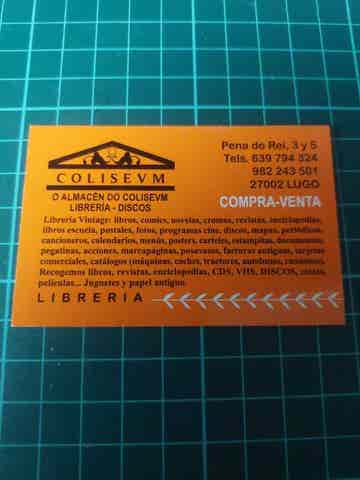 COLISEVM
O ALMACÉN DO COLISEVM
LIBRERIA - DISCOS
Pena do Rei, 3 y 5
Tels. 639 794 324
982 243 501
27002 LUGO
COMPRA-VENTA
Librería Vintage: libros, comics, novelas, cromos, revistas, enciclopedias,
libros escuela, postales, fotos, programas cine, discos, mapas, periódicos,
cancioneros, calendarios, menús, posters, carteles, estampitas, documentos,
pegatinas, acciones, marcapáginas, posavasos, facturas antiguas, tarjetas
comerciales, catálogos (máquinas, coches, tractores, autobuses, camiones).
Recogemos libros, revistas, enciclopedias, CDS, VHS, DISCOS,
películas... Juguetes y papel antiguo.
LIBRERIA